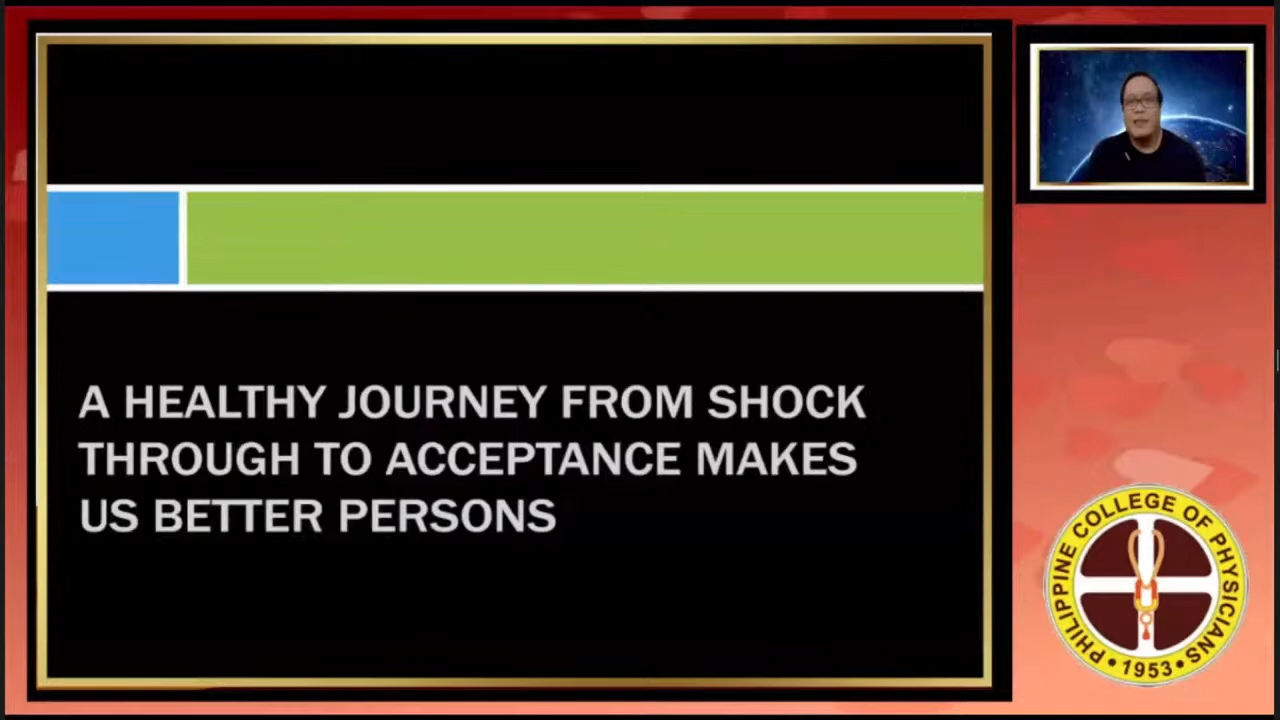 A HEALTHY JOURNEY FROM SHOCK
THROUGH TO ACCEPTANCE MAKES
US BETTER PERSONS
PHILIPPINE COLLEGE OF PHYSICIANS
• 1953 •